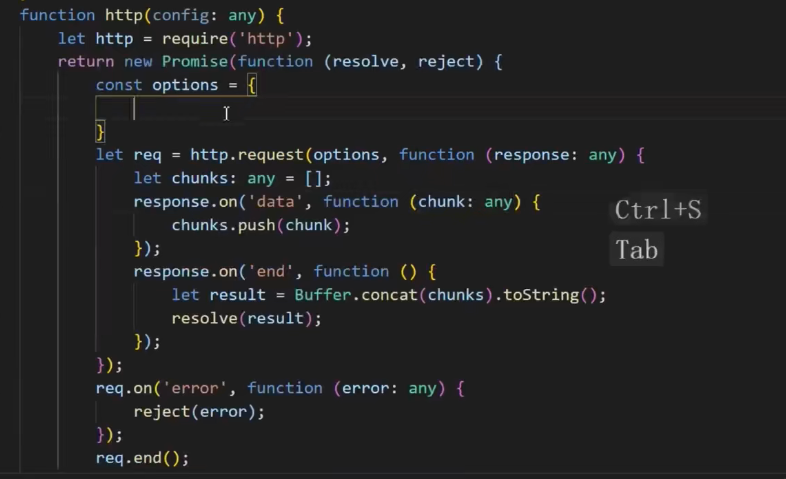 function http(config: any) {
let http = require('http');
return new Promise(function (resolve, reject) {
const options = {
}
let req = http.request(options, function (response: any) {
let chunks: any = [];
response.on('data', function (chunk: any) {
chunks.push(chunk);
});
response.on('end', function () {
let result = Buffer.concat(chunks).toString();
resolve(result);
});
});
req.on('error', function (error: any) {
reject(error);
});
req.end();
Ctrl+S
Tab